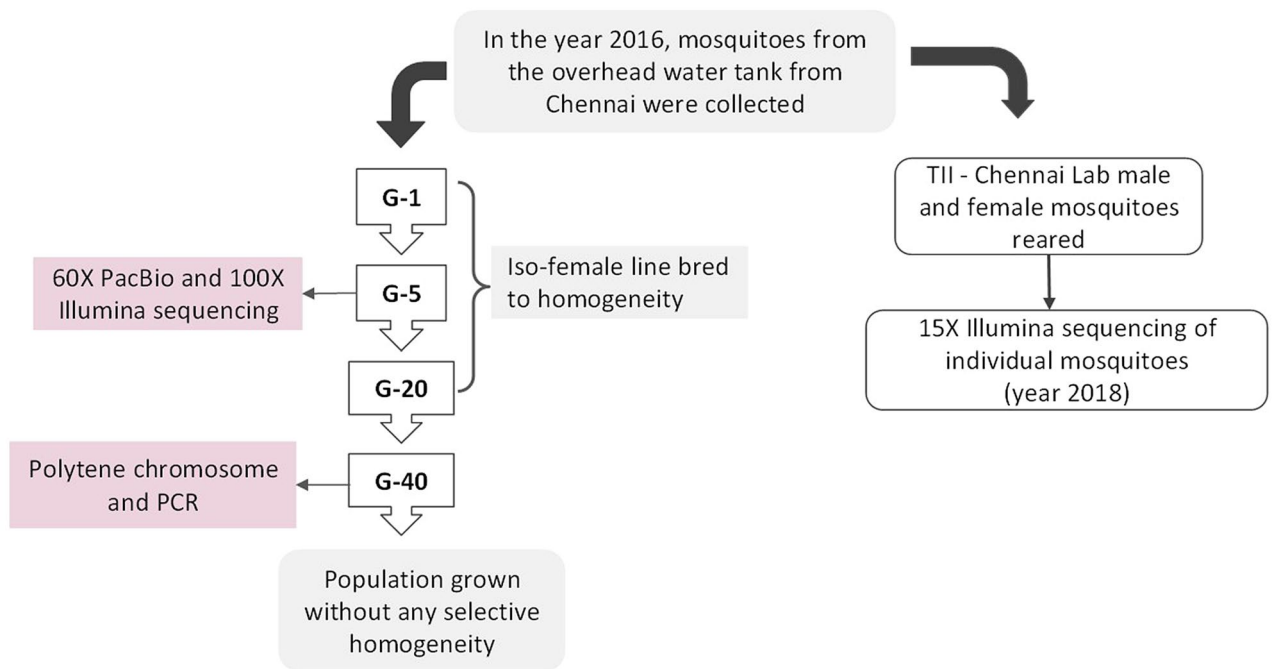 In the year 2016, mosquitoes from
the overhead water tank from
Chennai were collected
G-1
G-5
G-20
G-40
60X PacBio and 100X
Illumina sequencing
Iso-female line bred
to homogeneity
Polytene chromosome
and PCR
Population grown
without any selective
homogeneity
TII - Chennai Lab male
and female mosquitoes
reared
15X Illumina sequencing of
individual mosquitoes
(year 2018)